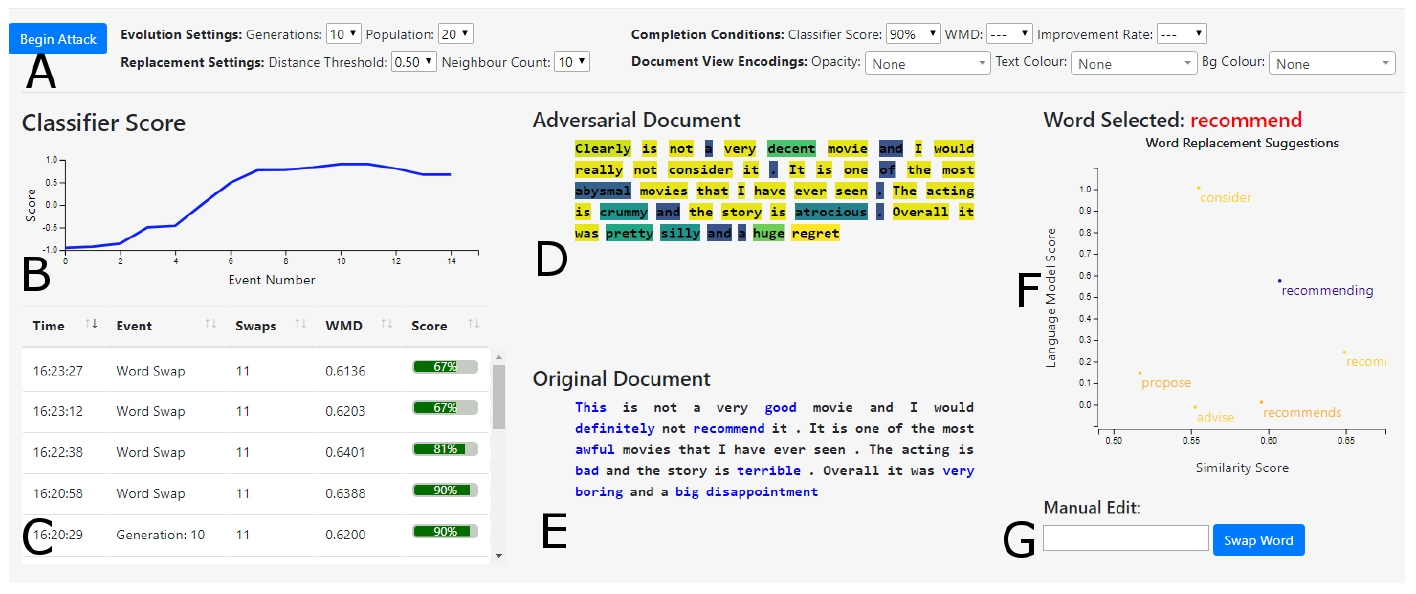 Begin Attack
Evolution Settings: Generations: 10 Population: 20
Replacement Settings: Distance Threshold: 0.50 Neighbour Count: 10
Completion Conditions: Classifier Score: 90% WMD: --- Improvement Rate: ---
Document View Encodings: Opacity: None Text Colour: None Bg Colour: None
A
Classifier Score
1.0
0.5
0.0
-0.5
-1.0
Score
0 2 4 6 8 10 12 14
Event Number
B
Time Event Swaps WMD Score
16:23:27 Word Swap 11 0.6136 67%
16:23:12 Word Swap 11 0.6203 67%
16:22:38 Word Swap 11 0.6401 81%
16:20:58 Word Swap 11 0.6388 90%
16:20:29 Generation: 10 11 0.6200 90%
C
Adversarial Document
Clearly is not a very decent movie and I would
really not consider it . It is one of the most
abysmal movies that I have ever seen . The acting
is crummy and the story is atrocious . Overall it
was pretty silly and a huge regret
D
Original Document
This is not a very good movie and I would
definitely not recommend it . It is one of the most
awful movies that I have ever seen . The acting is
bad and the story is terrible . Overall it was very
boring and a big disappointment
E
Word Selected: recommend
Word Replacement Suggestions
1.0
0.9
0.8
0.7
0.6
0.5
0.4
0.3
0.2
0.1
0.0
Language Model Score
consider
recommending
recomm
propose
recommends
advise
0.50 0.55 0.60 0.65
Similarity Score
F
Manual Edit:
Swap Word
G